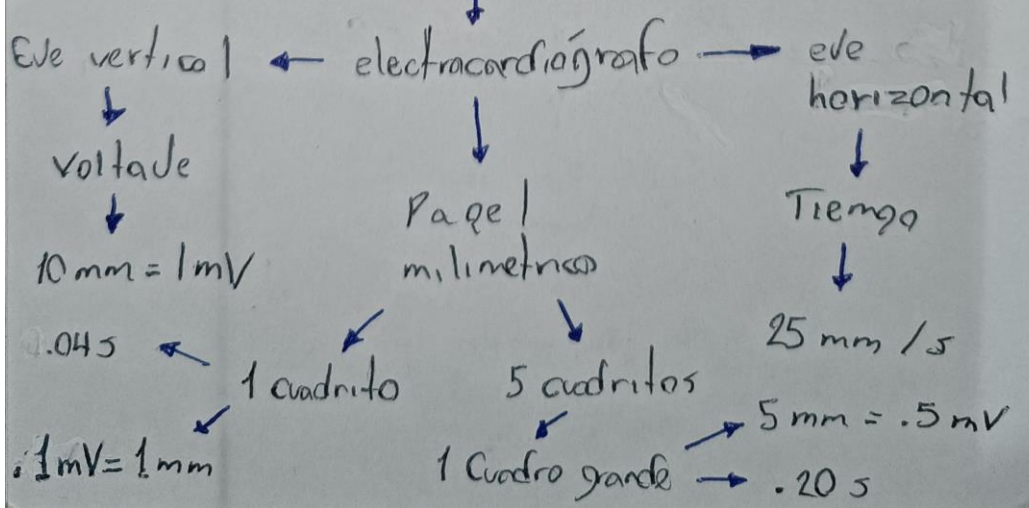 Eje vertical ← electrocardiógrafo → eje
horizontal
voltaje
Papel
milimetrico
Tiempo
10 mm = 1 mV
25 mm / s
.04 s
1 cuadrito
5 cuadritos
5 mm = .5 mV
.1 mV = 1 mm
1 Cuadro grande → .20 s